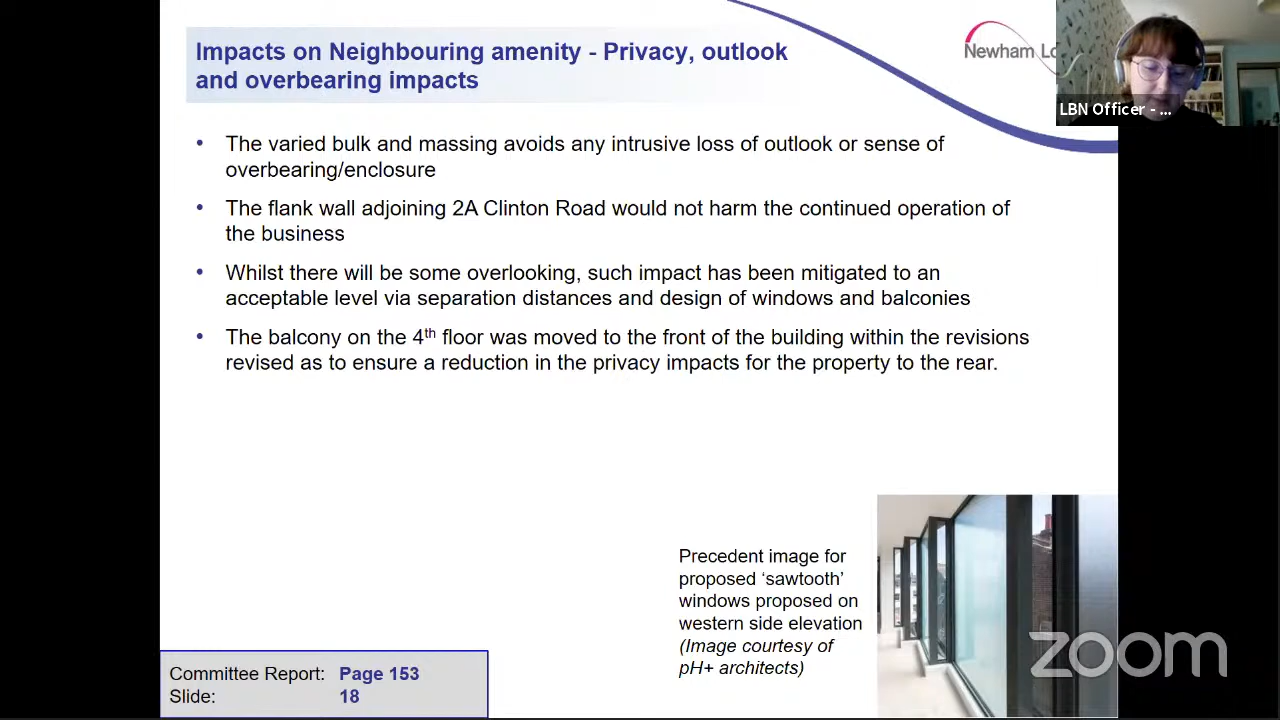 Impacts on Neighbouring amenity - Privacy, outlook
and overbearing impacts
Newham Lo
LBN Officer - ...
• The varied bulk and massing avoids any intrusive loss of outlook or sense of
overbearing/enclosure
• The flank wall adjoining 2A Clinton Road would not harm the continued operation of
the business
• Whilst there will be some overlooking, such impact has been mitigated to an
acceptable level via separation distances and design of windows and balconies
• The balcony on the 4th floor was moved to the front of the building within the revisions
revised as to ensure a reduction in the privacy impacts for the property to the rear.
Precedent image for
proposed ‘sawtooth’
windows proposed on
western side elevation
(Image courtesy of
pH+ architects)
Committee Report: Page 153
Slide: 18
zoom